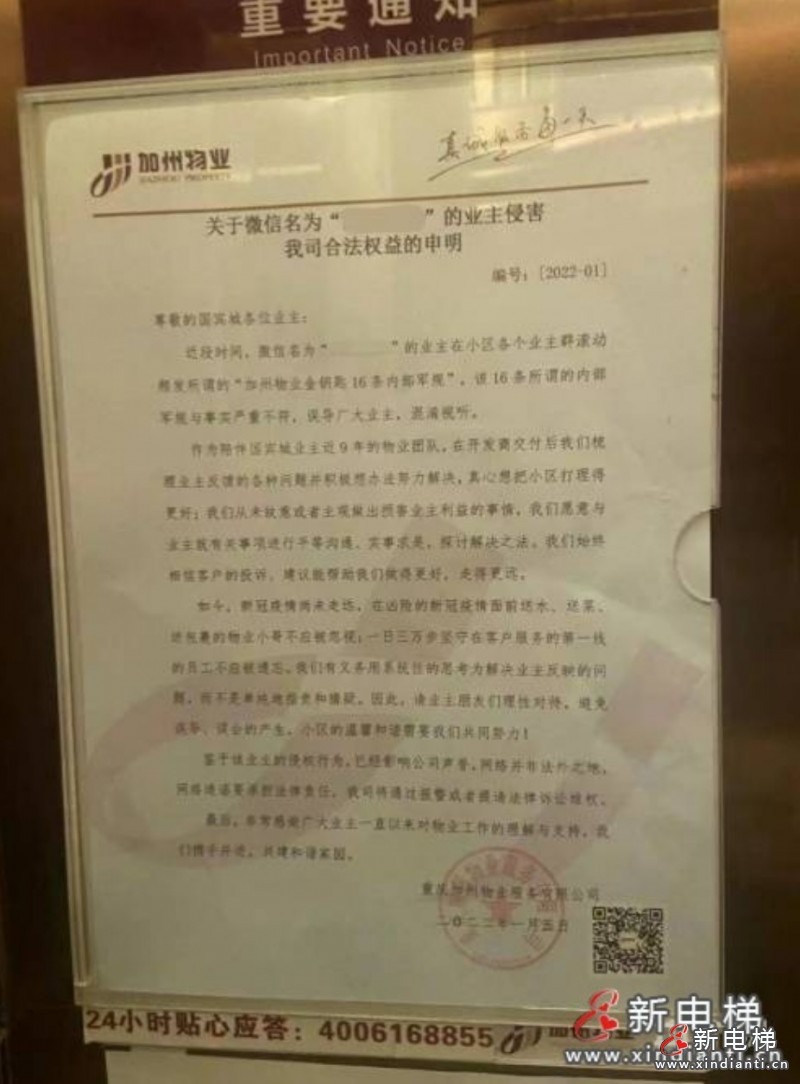 重要通知
Important Notice
加州物业
JIAZHOU PROPERTY
真诚服务每一天
关于微信名为“ ”的业主侵害
我司合法权益的申明
编号：[2022-01]
尊敬的国宾城各位业主：
近段时间，微信名为“ ”的业主在小区各个业主群滚动
散发所谓的“加州物业金钥匙16条内部军规”，该16条所谓的内部
军规与事实严重不符，误导广大业主，混淆视听。
作为陪伴国宾城业主近9年的物业团队，在开发商交付后我们梳
理业主反馈的各种问题并积极想办法努力解决，真心想把小区打理得
更好；我们从未故意或者主观做出损害业主利益的事情，我们愿意与
业主就有关事项进行平等沟通、实事求是，探讨解决之法。我们始终
相信客户的投诉、建议能帮助我们做得更好，走得更远。
如今，新冠疫情尚未走远，在凶险的新冠疫情面前送水、送菜、
送包裹的物业小哥不应被忽视；一日三万步坚守在客户服务的第一线
的员工不应被遗忘。我们有义务用系统性的思考为解决业主反映的问
题，而不是单纯地指责和猜疑。因此，请业主朋友们理性对待，避免
误导、误会的产生，小区的温馨和谐需要我们共同努力！
鉴于该业主的侵权行为，已经影响公司声誉，网络并非法外之地，
网络造谣要承担法律责任，我司将通过报警或者提请法律诉讼维权。
最后，非常感谢广大业主一直以来对物业工作的理解与支持，我
们携手并进，共建和谐家园。
重庆加州物业服务有限公司
二〇二二年一月五日
24小时贴心应答：4006168855
加州物业
新电梯
www.xindianti.cn
新电梯
www.xindianti.cn